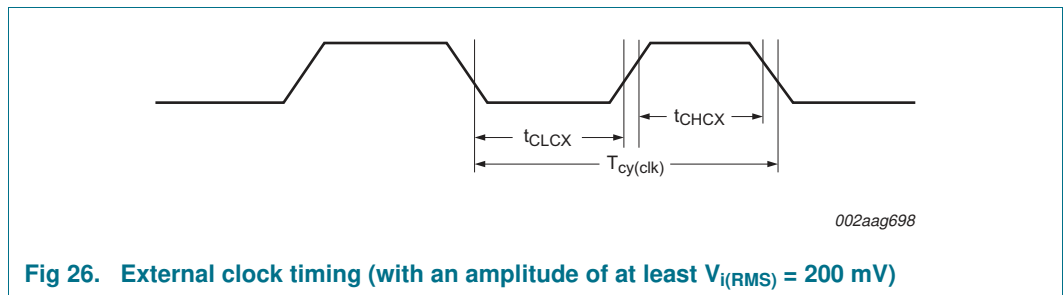 tCHCX
tCLCX
Tcy(clk)
002aag698
Fig 26. External clock timing (with an amplitude of at least Vi(RMS) = 200 mV)